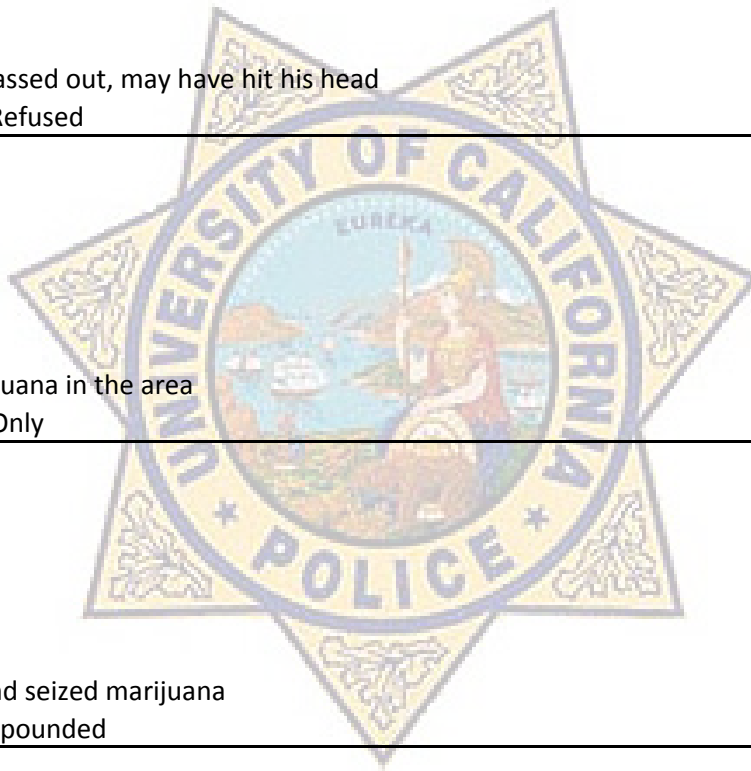 assed out, may have hit his head
Refused
UNIVERSITY OF CALIFORNIA
EUREKA
uana in the area
Only
POLICE
nd seized marijuana
pounded